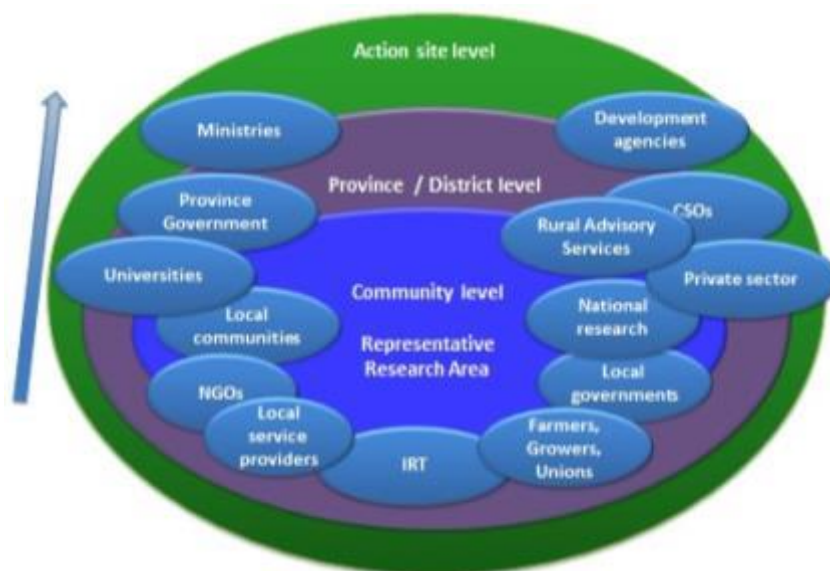 Action site level
Ministries
Development
agencies
Province / District level
Province
Government
CSOs
Rural Advisory
Services
Universities
Private sector
Community level
National
research
Local
communities
Representative
Research Area
Local
governments
NGOs
Local
service
providers
Farmers,
Growers,
Unions
IRT